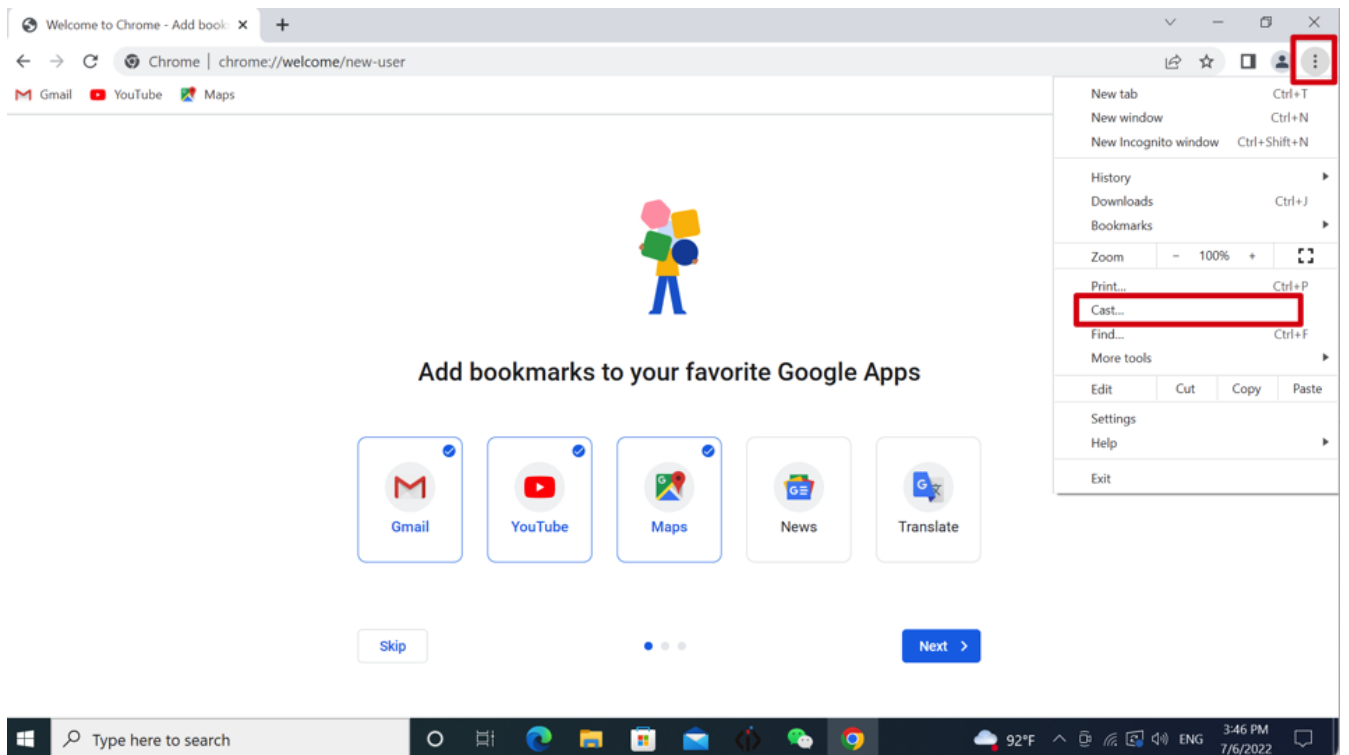 Welcome to Chrome - Add book
Chrome | chrome://welcome/new-user
Gmail YouTube Maps
New tab Ctrl+T
New window Ctrl+N
New Incognito window Ctrl+Shift+N
History
Downloads Ctrl+J
Bookmarks
Zoom - 100% +
Print... Ctrl+P
Cast...
Find... Ctrl+F
More tools
Edit Cut Copy Paste
Settings
Help
Exit
Add bookmarks to your favorite Google Apps
Gmail YouTube Maps News Translate
Skip Next
Type here to search 92°F ENG 3:46 PM
7/6/2022